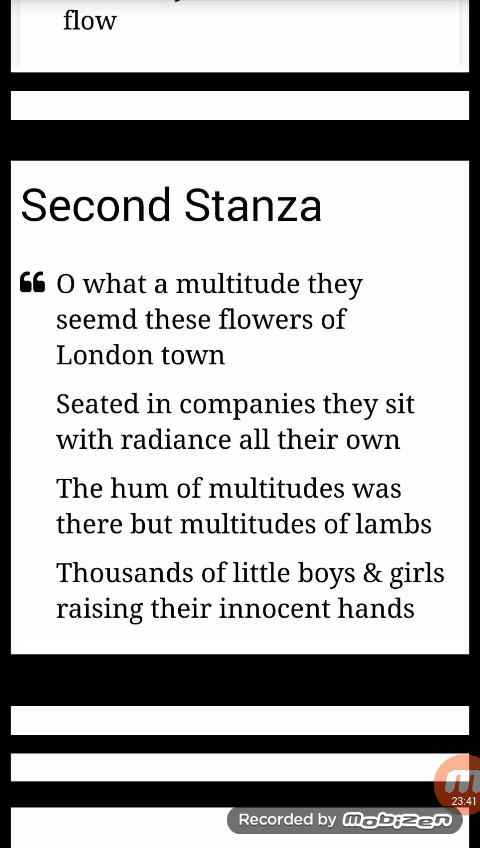 flow
Second Stanza
❝ O what a multitude they
seemd these flowers of
London town
Seated in companies they sit
with radiance all their own
The hum of multitudes was
there but multitudes of lambs
Thousands of little boys & girls
raising their innocent hands
23:41
Recorded by mobizen